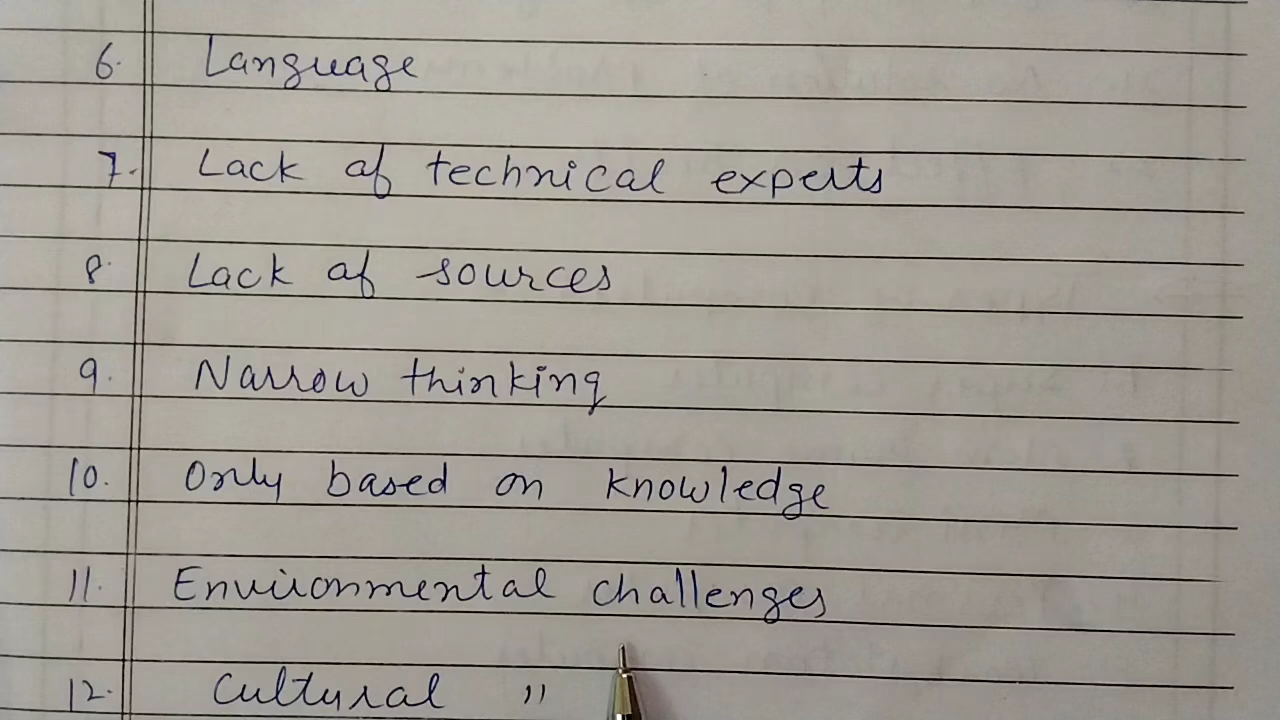 6. Language
7. Lack of technical experts
8. Lack of sources
9. Narrow thinking
10. Only based on knowledge
11. Environmental challenges
12. Cultural "